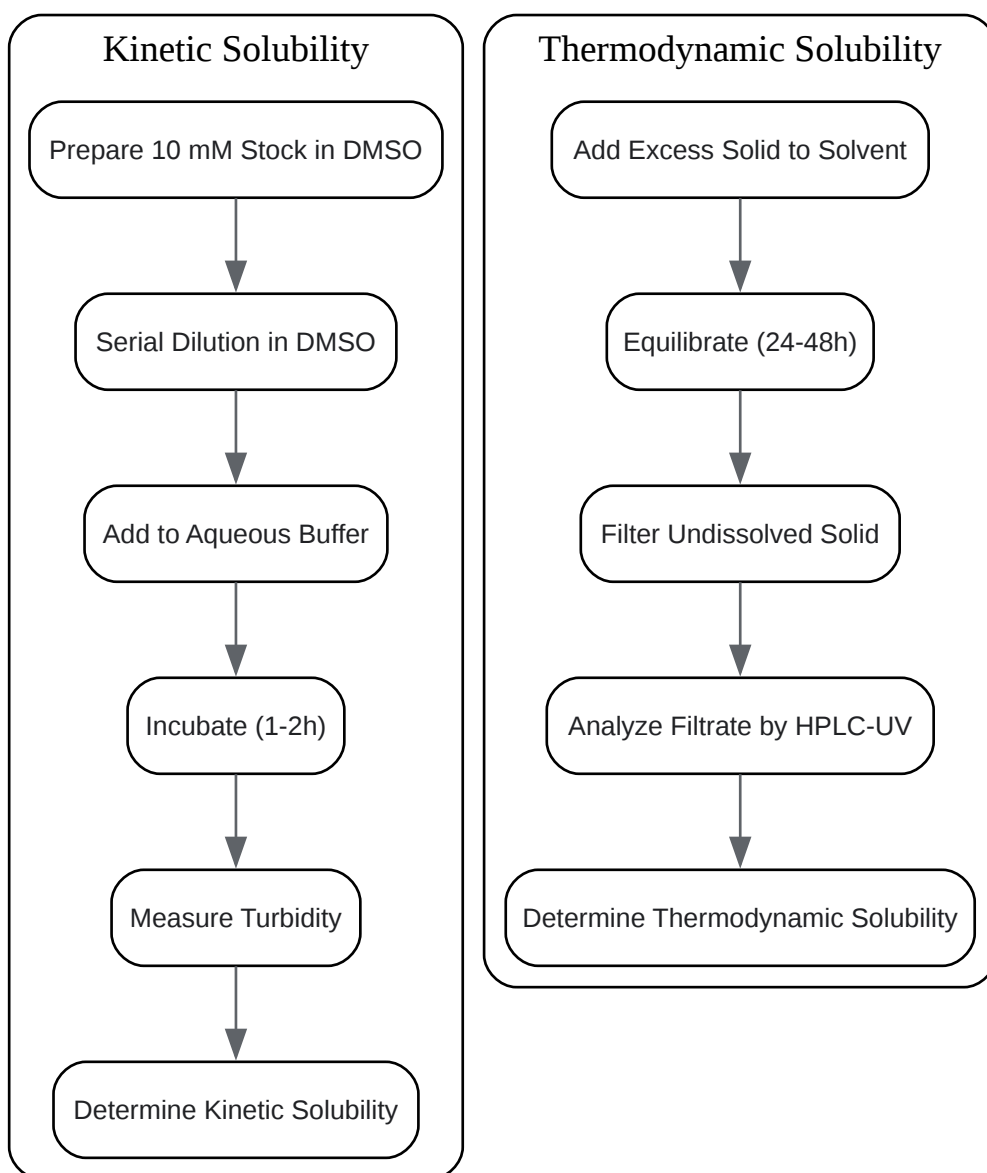 Kinetic Solubility
Prepare 10 mM Stock in DMSO
Serial Dilution in DMSO
Add to Aqueous Buffer
Incubate (1-2h)
Measure Turbidity
Determine Kinetic Solubility
Thermodynamic Solubility
Add Excess Solid to Solvent
Equilibrate (24-48h)
Filter Undissolved Solid
Analyze Filtrate by HPLC-UV
Determine Thermodynamic Solubility